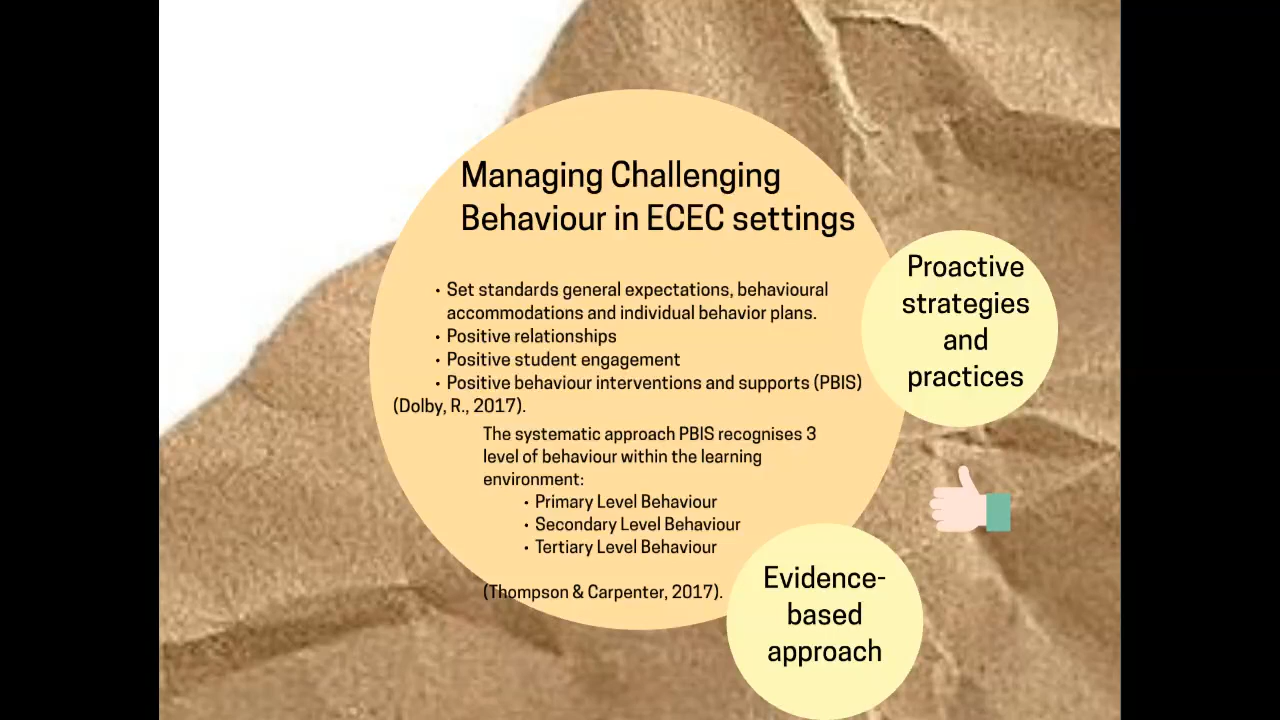 Managing Challenging
Behaviour in ECEC settings
• Set standards general expectations, behavioural
accommodations and individual behavior plans.
• Positive relationships
• Positive student engagement
• Positive behaviour interventions and supports (PBIS)
(Dolby, R., 2017).
The systematic approach PBIS recognises 3
level of behaviour within the learning
environment:
• Primary Level Behaviour
• Secondary Level Behaviour
• Tertiary Level Behaviour
(Thompson & Carpenter, 2017).
Proactive
strategies
and
practices
Evidence-
based
approach